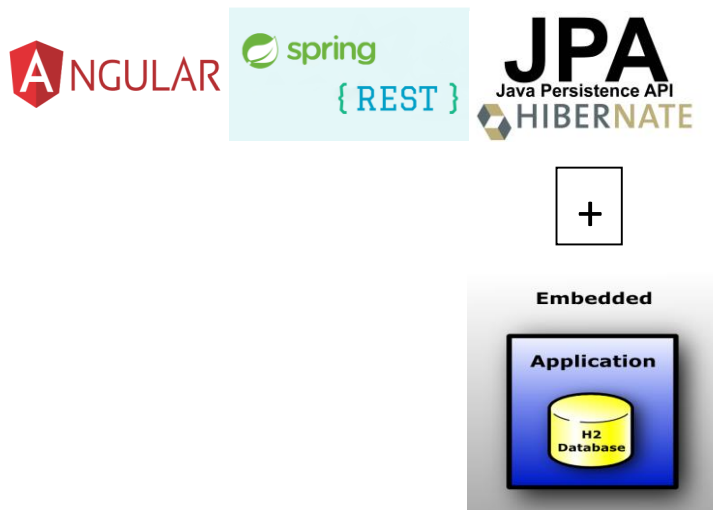 ANGULAR
spring
{ REST }
JPA
Java Persistence API
HIBERNATE
+
Embedded
Application
H2
Database